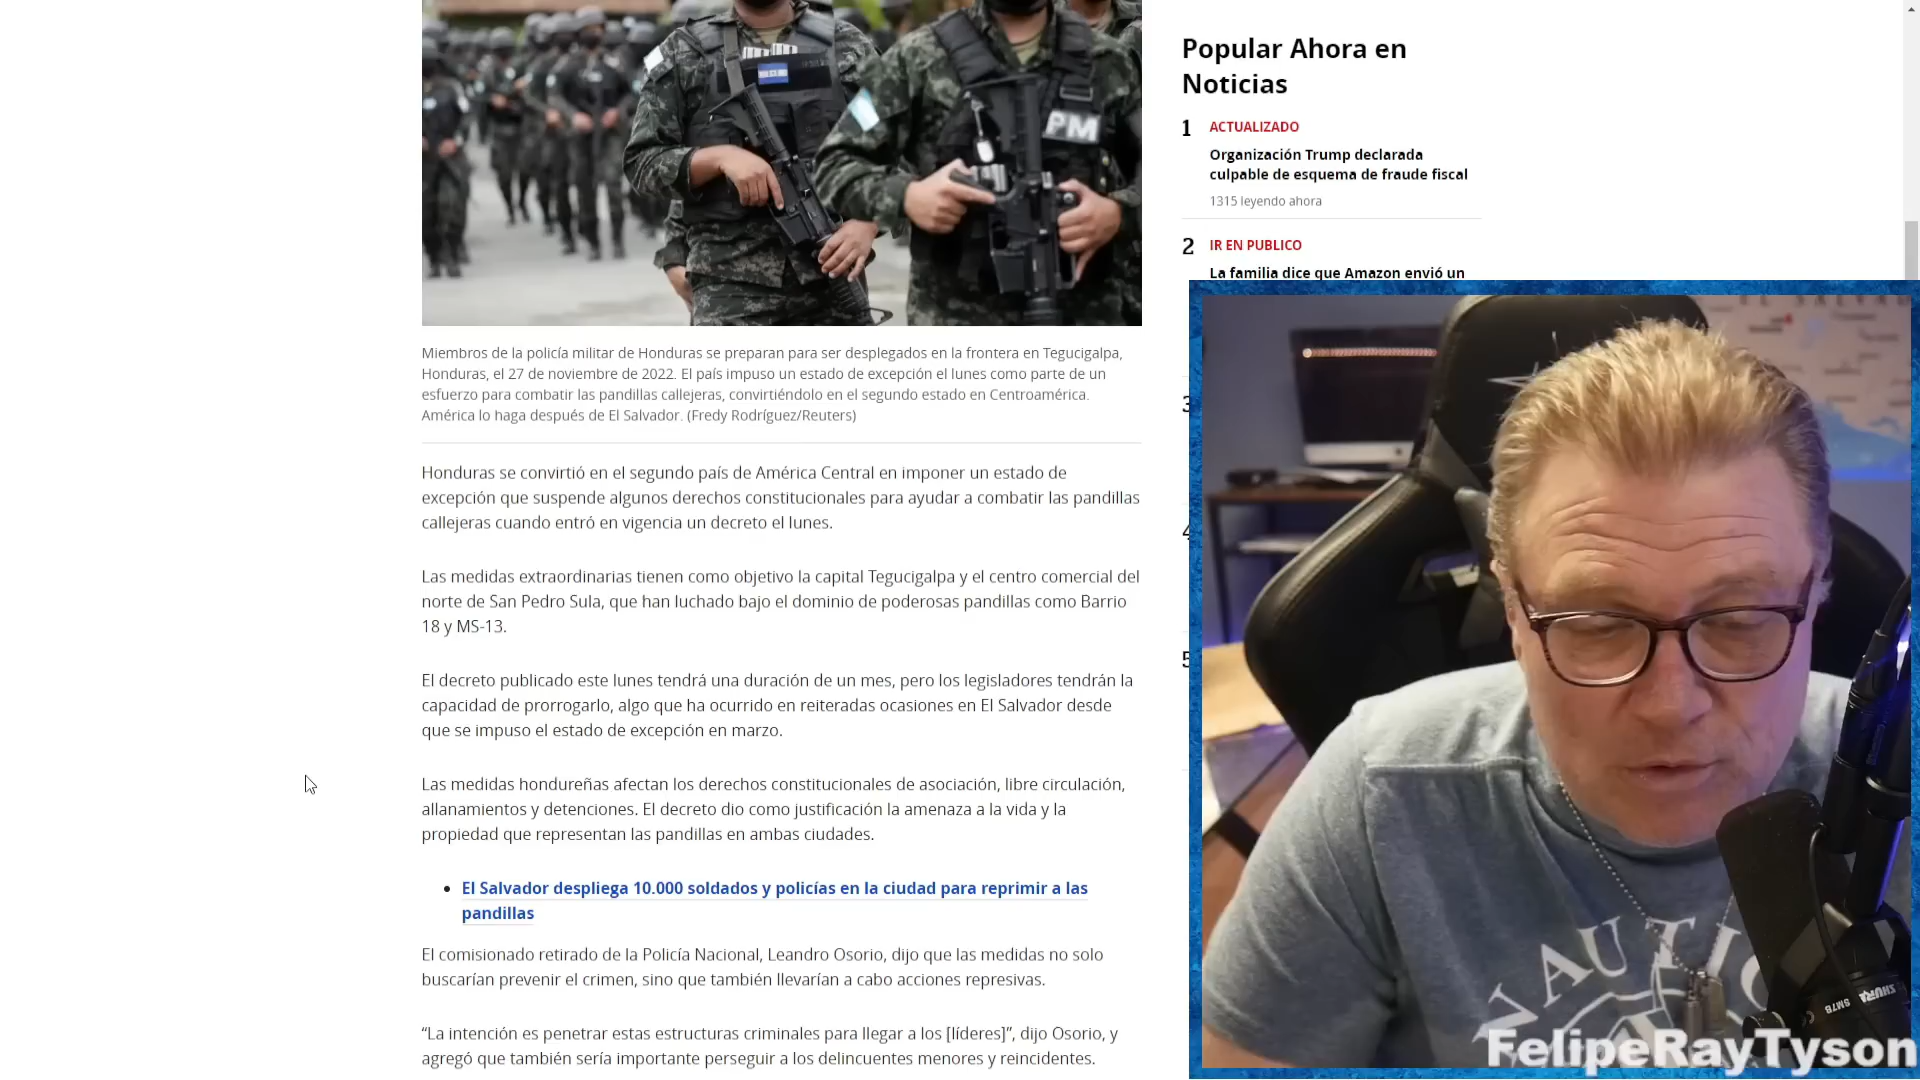 PM
Miembros de la policía militar de Honduras se preparan para ser desplegados en la frontera en Tegucigalpa,
Honduras, el 27 de noviembre de 2022. El país impuso un estado de excepción el lunes como parte de un
esfuerzo para combatir las pandillas callejeras, convirtiéndolo en el segundo estado en Centroamérica.
América lo haga después de El Salvador. (Fredy Rodríguez/Reuters)
Honduras se convirtió en el segundo país de América Central en imponer un estado de
excepción que suspende algunos derechos constitucionales para ayudar a combatir las pandillas
callejeras cuando entró en vigencia un decreto el lunes.
Las medidas extraordinarias tienen como objetivo la capital Tegucigalpa y el centro comercial del
norte de San Pedro Sula, que han luchado bajo el dominio de poderosas pandillas como Barrio
18 y MS-13.
El decreto publicado este lunes tendrá una duración de un mes, pero los legisladores tendrán la
capacidad de prorrogarlo, algo que ha ocurrido en reiteradas ocasiones en El Salvador desde
que se impuso el estado de excepción en marzo.
Las medidas hondureñas afectan los derechos constitucionales de asociación, libre circulación,
allanamientos y detenciones. El decreto dio como justificación la amenaza a la vida y la
propiedad que representan las pandillas en ambas ciudades.
El Salvador despliega 10.000 soldados y policías en la ciudad para reprimir a las
pandillas
El comisionado retirado de la Policía Nacional, Leandro Osorio, dijo que las medidas no solo
buscarían prevenir el crimen, sino que también llevarían a cabo acciones represivas.
“La intención es penetrar estas estructuras criminales para llegar a los [líderes]”, dijo Osorio, y
agregó que también sería importante perseguir a los delincuentes menores y reincidentes.
Popular Ahora en
Noticias
1 ACTUALIZADO
Organización Trump declarada
culpable de esquema de fraude fiscal
1315 leyendo ahora
2 IR EN PUBLICO
La familia dice que Amazon envió un
3
4
5
NAUTIC
SHURE
SM7B
FelipeRayTyson